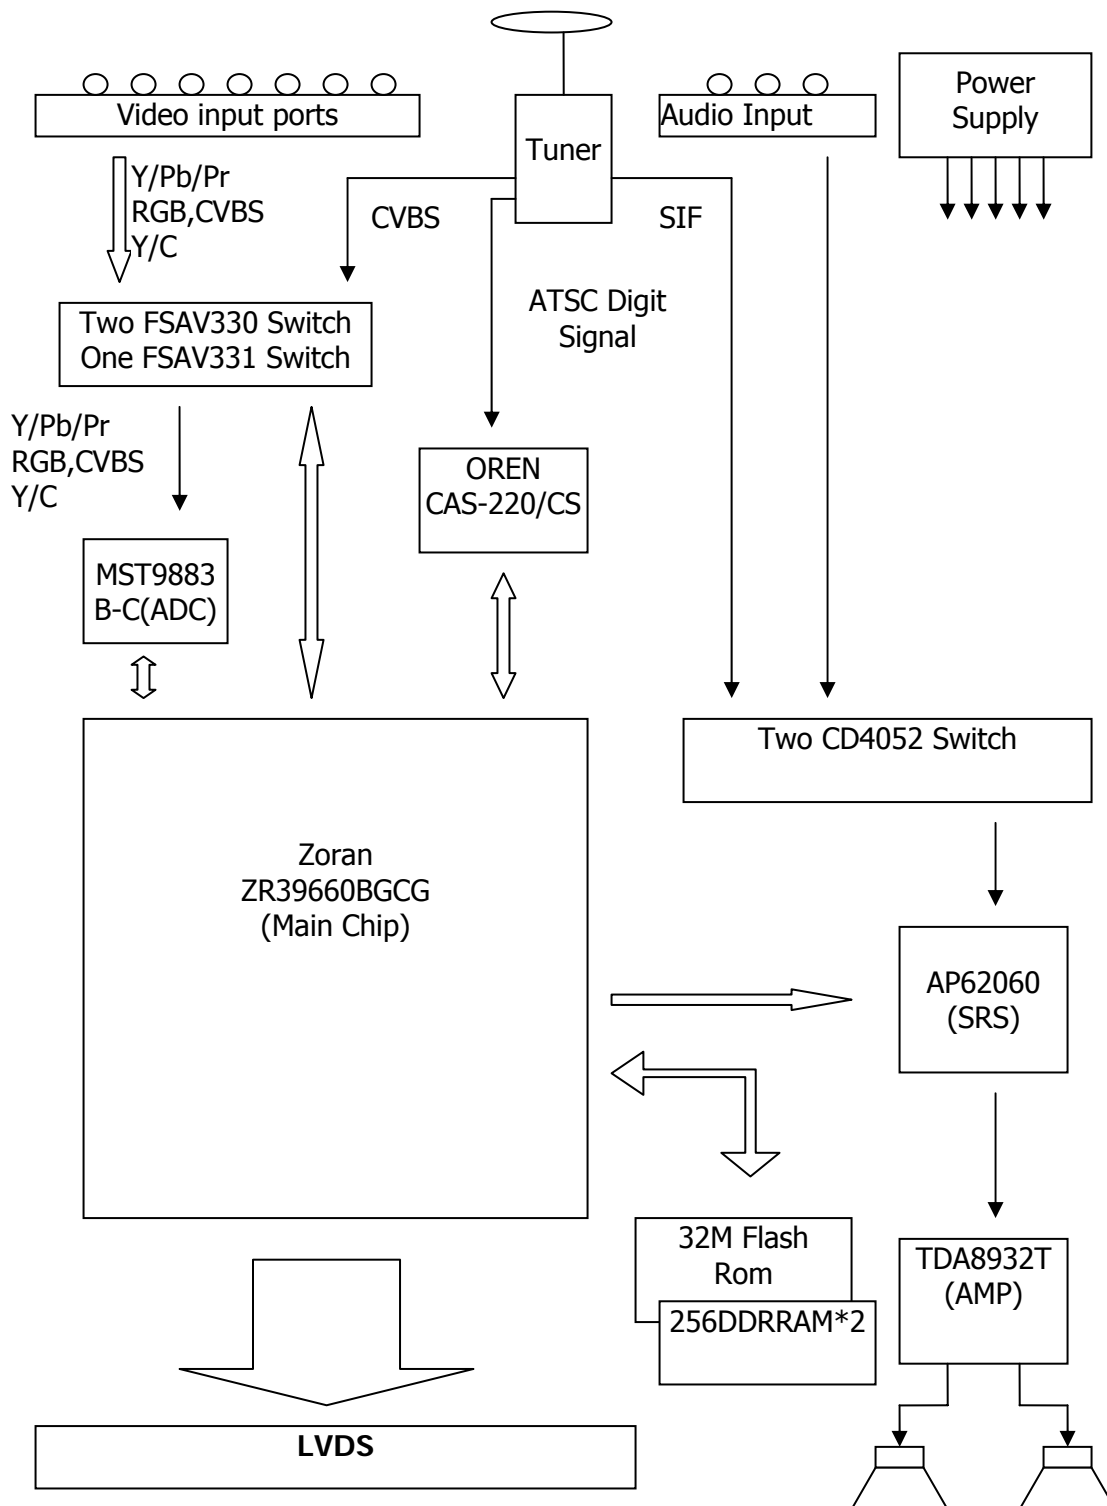 Video input ports
Tuner
Audio Input
Power
Supply
Y/Pb/Pr
RGB,CVBS
Y/C
CVBS
SIF
ATSC Digit
Signal
Two FSAV330 Switch
One FSAV331 Switch
Y/Pb/Pr
RGB,CVBS
Y/C
OREN
CAS-220/CS
MST9883
B-C(ADC)
Two CD4052 Switch
Zoran
ZR39660BGCG
(Main Chip)
AP62060
(SRS)
32M Flash
Rom
256DDRRAM*2
TDA8932T
(AMP)
LVDS